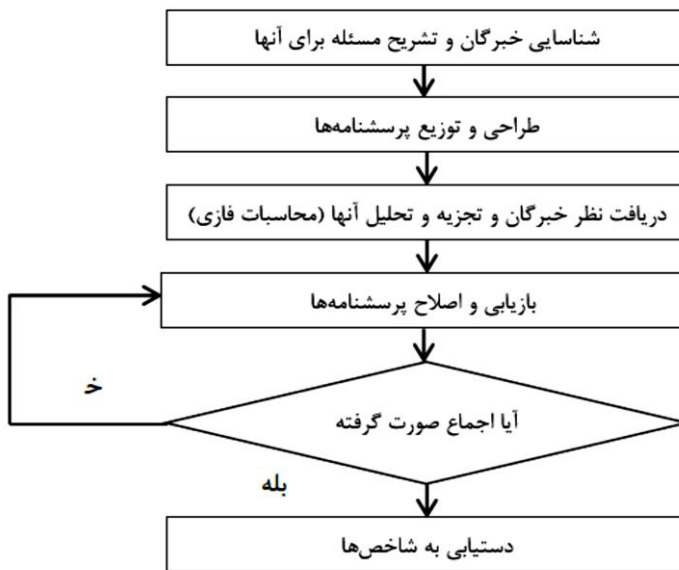 شناسایی خبرگان و تشریح مسئله برای آنها
طراحی و توزیع پرسشنامه‌ها
دریافت نظر خبرگان و تجزیه و تحلیل آنها (محاسبات فازی)
بازیابی و اصلاح پرسشنامه‌ها
خ
آیا اجماع صورت گرفته
بله
دستیابی به شاخص‌ها